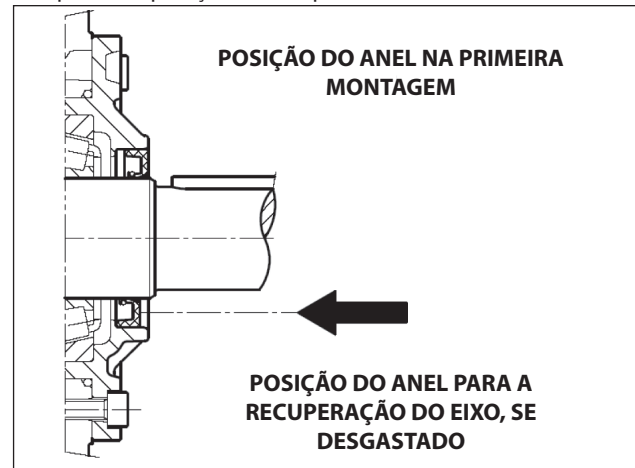 POSIÇÃO DO ANEL NA PRIMEIRA
MONTAGEM
POSIÇÃO DO ANEL PARA A
RECUPERAÇÃO DO EIXO, SE
DESGASTADO